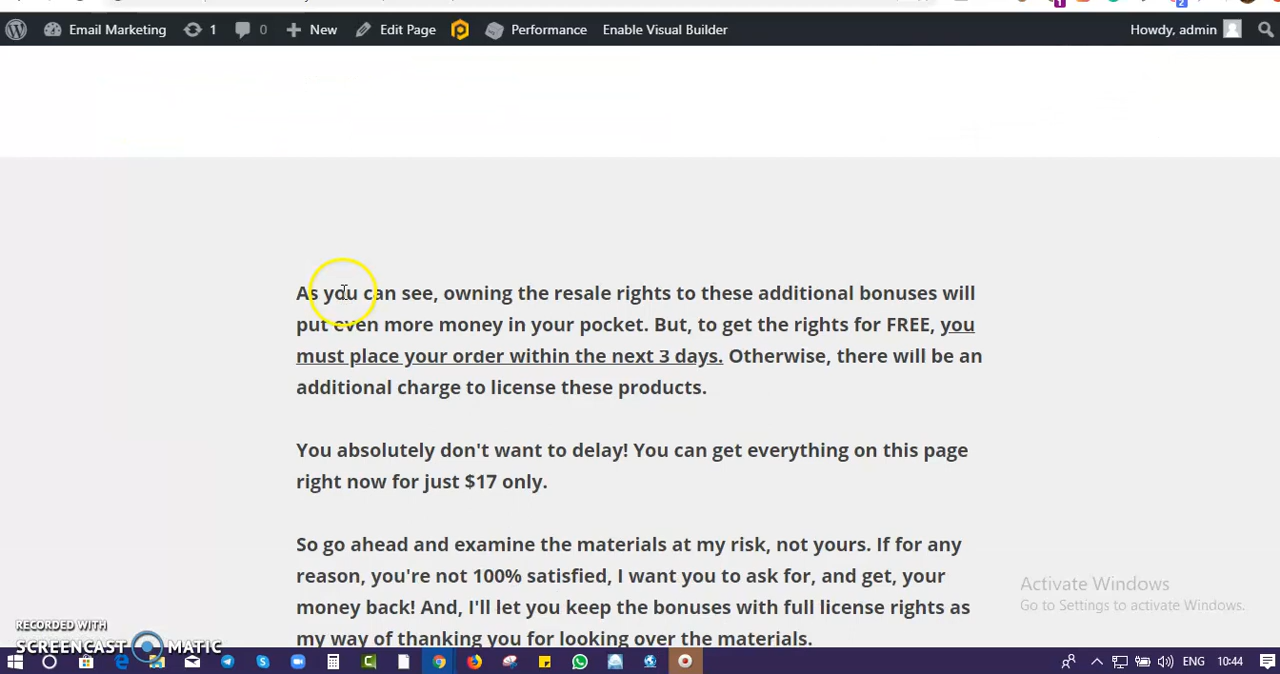 Email Marketing 1 0 New Edit Page Performance Enable Visual Builder Howdy, admin
As you can see, owning the resale rights to these additional bonuses will
put even more money in your pocket. But, to get the rights for FREE, you
must place your order within the next 3 days. Otherwise, there will be an
additional charge to license these products.
You absolutely don't want to delay! You can get everything on this page
right now for just $17 only.
So go ahead and examine the materials at my risk, not yours. If for any
reason, you're not 100% satisfied, I want you to ask for, and get, your
money back! And, I'll let you keep the bonuses with full license rights as
my way of thanking you for looking over the materials.
Activate Windows
Go to Settings to activate Windows.
RECORDED WITH
SCREENCAST MATIC
ENG 10:44